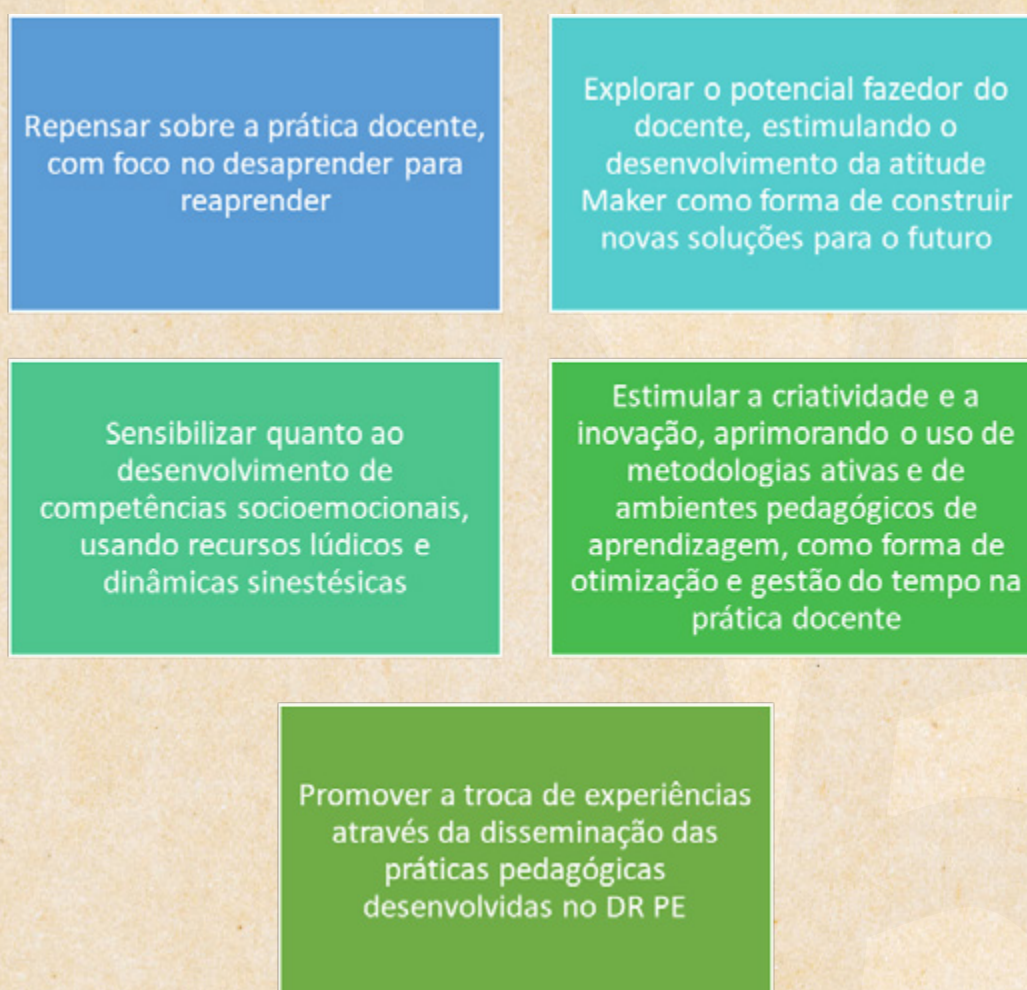 Repensar sobre a prática docente,
com foco no desaprender para
reaprender
Explorar o potencial fazedor do
docente, estimulando o
desenvolvimento da atitude
Maker como forma de construir
novas soluções para o futuro
Sensibilizar quanto ao
desenvolvimento de
competências socioemocionais,
usando recursos lúdicos e
dinâmicas sinestésicas
Estimular a criatividade e a
inovação, aprimorando o uso de
metodologias ativas e de
ambientes pedagógicos de
aprendizagem, como forma de
otimização e gestão do tempo na
prática docente
Promover a troca de experiências
através da disseminação das
práticas pedagógicas
desenvolvidas no DR PE